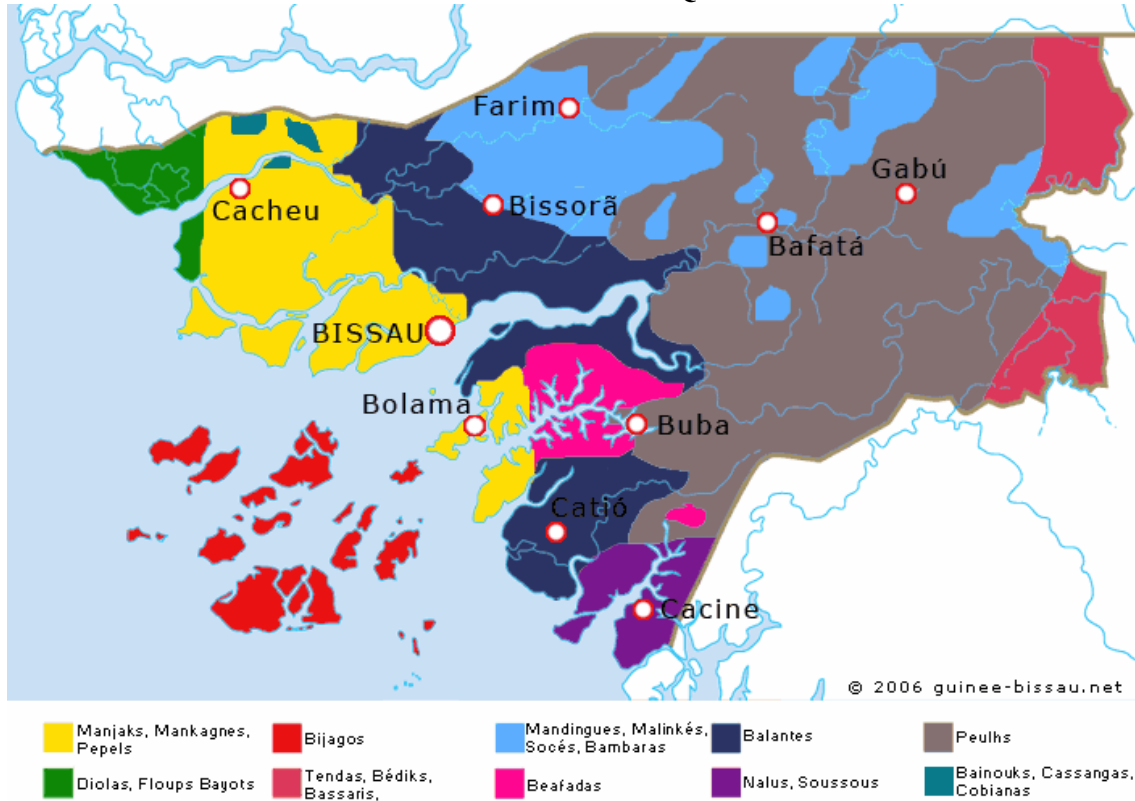 Farim
Gabú
Cacheu
Bissorã
Bafatá
BISSAU
Bolama
Buba
Catió
Cacine
© 2006 guinee-bissau.net
Manjaks, Mankagnes,
Pepels
Bijagos
Mandingues, Malinkés,
Socés, Bambaras
Balantes
Peulhs
Diolas, Floups Bayots
Tendas, Bédiks,
Bassaris,
Beafadas
Nalus, Soussous
Bainouks, Cassangas,
Cobianas